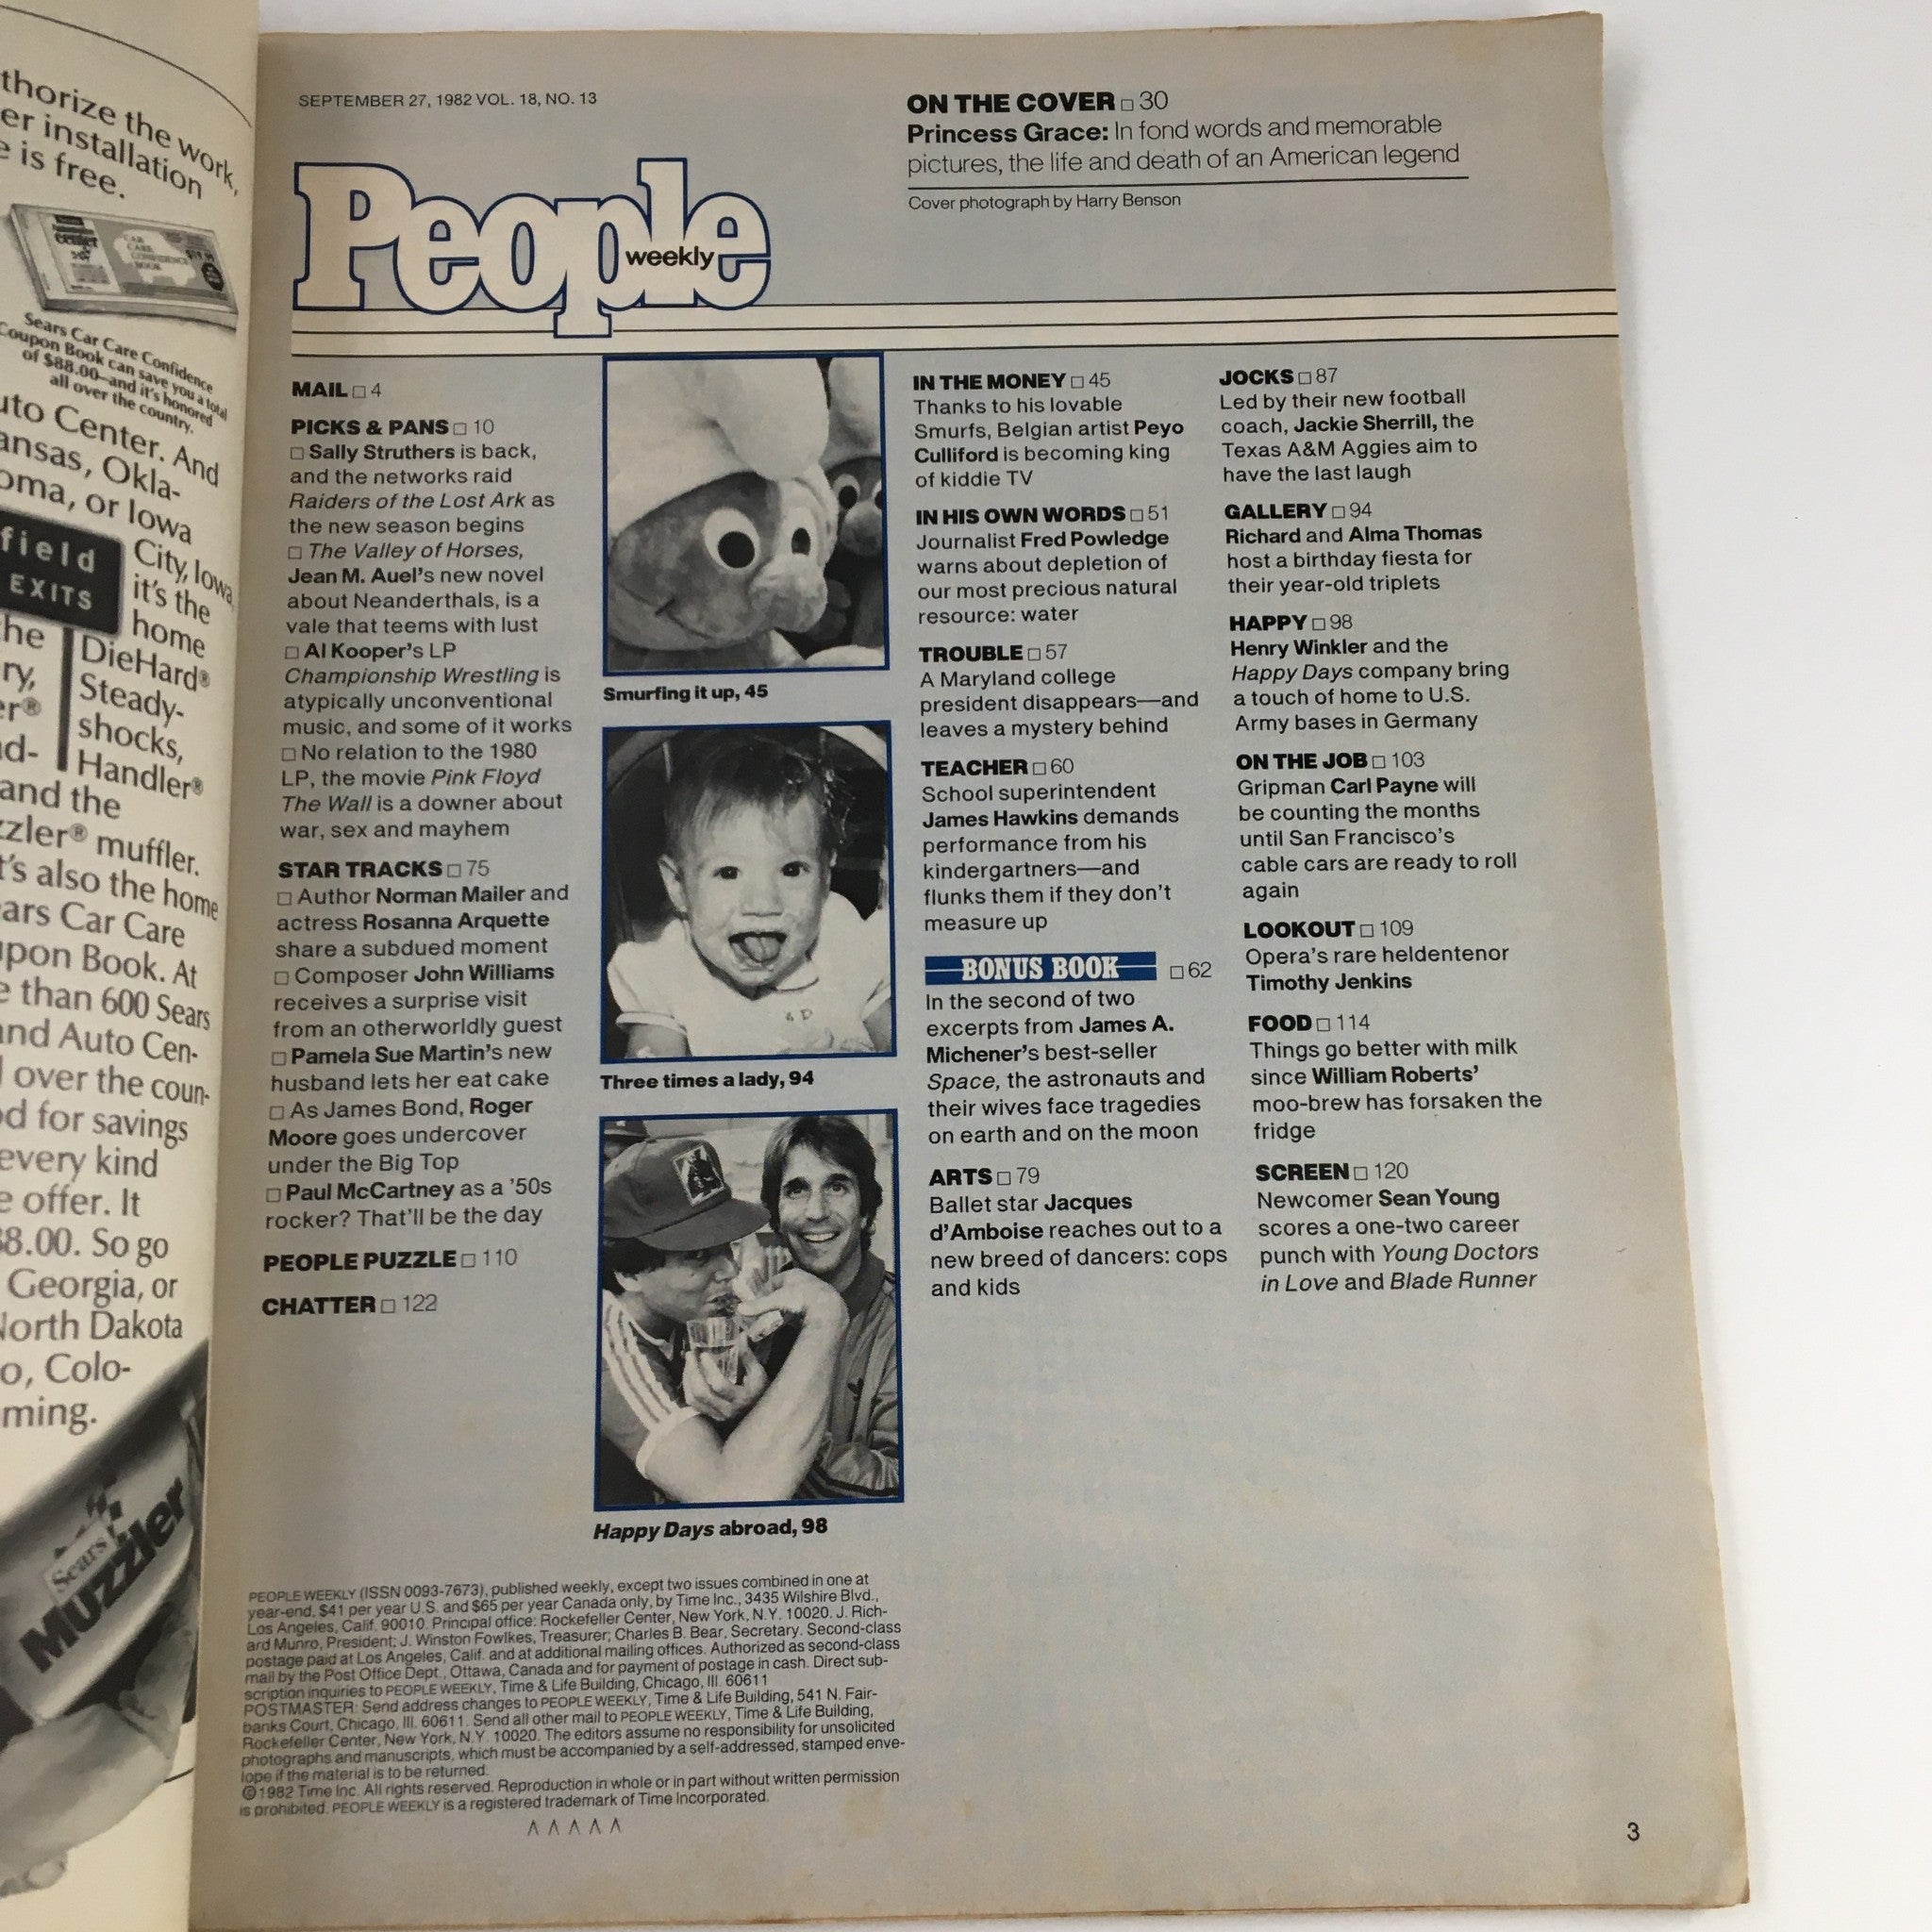 thorize the work,
er installation
e is free.
Sears Car Care Confidence
Coupon Book can save you a total
of $88.00–and it's honored
all over the country.
uto Center. And
ansas, Okla-
oma, or Iowa
City, Iowa,
it's the
home
field
EXITS
DieHard®
Steady-
shocks,
Handler®
and the
zzler® muffler.
t's also the home
ars Car Care
upon Book. At
e than 600 Sears
and Auto Cen-
l over the coun-
od for savings
every kind
e offer. It
88.00. So go
Georgia, or
North Dakota
o, Colo-
ming.
Sears
MUZZLER
SEPTEMBER 27, 1982 VOL. 18, NO. 13
People
weekly
ON THE COVER □ 30
Princess Grace: In fond words and memorable
pictures, the life and death of an American legend
Cover photograph by Harry Benson
MAIL □ 4
PICKS & PANS □ 10
□ Sally Struthers is back,
and the networks raid
Raiders of the Lost Ark as
the new season begins
□ The Valley of Horses,
Jean M. Auel's new novel
about Neanderthals, is a
vale that teems with lust
□ Al Kooper's LP
Championship Wrestling is
atypically unconventional
music, and some of it works
□ No relation to the 1980
LP, the movie Pink Floyd
The Wall is a downer about
war, sex and mayhem
STAR TRACKS □ 75
□ Author Norman Mailer and
actress Rosanna Arquette
share a subdued moment
□ Composer John Williams
receives a surprise visit
from an otherworldly guest
□ Pamela Sue Martin's new
husband lets her eat cake
□ As James Bond, Roger
Moore goes undercover
under the Big Top
□ Paul McCartney as a '50s
rocker? That'll be the day
PEOPLE PUZZLE □ 110
CHATTER □ 122
Smurfing it up, 45
Three times a lady, 94
Happy Days abroad, 98
IN THE MONEY □ 45
Thanks to his lovable
Smurfs, Belgian artist Peyo
Culliford is becoming king
of kiddie TV
IN HIS OWN WORDS □ 51
Journalist Fred Powledge
warns about depletion of
our most precious natural
resource: water
TROUBLE □ 57
A Maryland college
president disappears—and
leaves a mystery behind
TEACHER □ 60
School superintendent
James Hawkins demands
performance from his
kindergartners—and
flunks them if they don't
measure up
BONUS BOOK □ 62
In the second of two
excerpts from James A.
Michener's best-seller
Space, the astronauts and
their wives face tragedies
on earth and on the moon
ARTS □ 79
Ballet star Jacques
d'Amboise reaches out to a
new breed of dancers: cops
and kids
JOCKS □ 87
Led by their new football
coach, Jackie Sherrill, the
Texas A&M Aggies aim to
have the last laugh
GALLERY □ 94
Richard and Alma Thomas
host a birthday fiesta for
their year-old triplets
HAPPY □ 98
Henry Winkler and the
Happy Days company bring
a touch of home to U.S.
Army bases in Germany
ON THE JOB □ 103
Gripman Carl Payne will
be counting the months
until San Francisco's
cable cars are ready to roll
again
LOOKOUT □ 109
Opera's rare heldentenor
Timothy Jenkins
FOOD □ 114
Things go better with milk
since William Roberts'
moo-brew has forsaken the
fridge
SCREEN □ 120
Newcomer Sean Young
scores a one-two career
punch with Young Doctors
in Love and Blade Runner
PEOPLE WEEKLY (ISSN 0093-7673), published weekly, except two issues combined in one at
year-end. $41 per year U.S. and $65 per year Canada only, by Time Inc., 3435 Wilshire Blvd.,
Los Angeles, Calif. 90010. Principal office: Rockefeller Center, New York, N.Y. 10020. J. Rich-
ard Munro, President; J. Winston Fowlkes, Treasurer; Charles B. Bear, Secretary. Second-class
postage paid at Los Angeles, Calif. and at additional mailing offices. Authorized as second-class
mail by the Post Office Dept., Ottawa, Canada and for payment of postage in cash. Direct sub-
scription inquiries to PEOPLE WEEKLY, Time & Life Building, Chicago, Ill. 60611
POSTMASTER: Send address changes to PEOPLE WEEKLY, Time & Life Building, 541 N. Fair-
banks Court, Chicago, Ill. 60611. Send all other mail to PEOPLE WEEKLY, Time & Life Building,
Rockefeller Center, New York, N.Y. 10020. The editors assume no responsibility for unsolicited
photographs and manuscripts, which must be accompanied by a self-addressed, stamped enve-
lope if the material is to be returned.
©1982 Time Inc. All rights reserved. Reproduction in whole or in part without written permission
is prohibited. PEOPLE WEEKLY is a registered trademark of Time Incorporated.
3